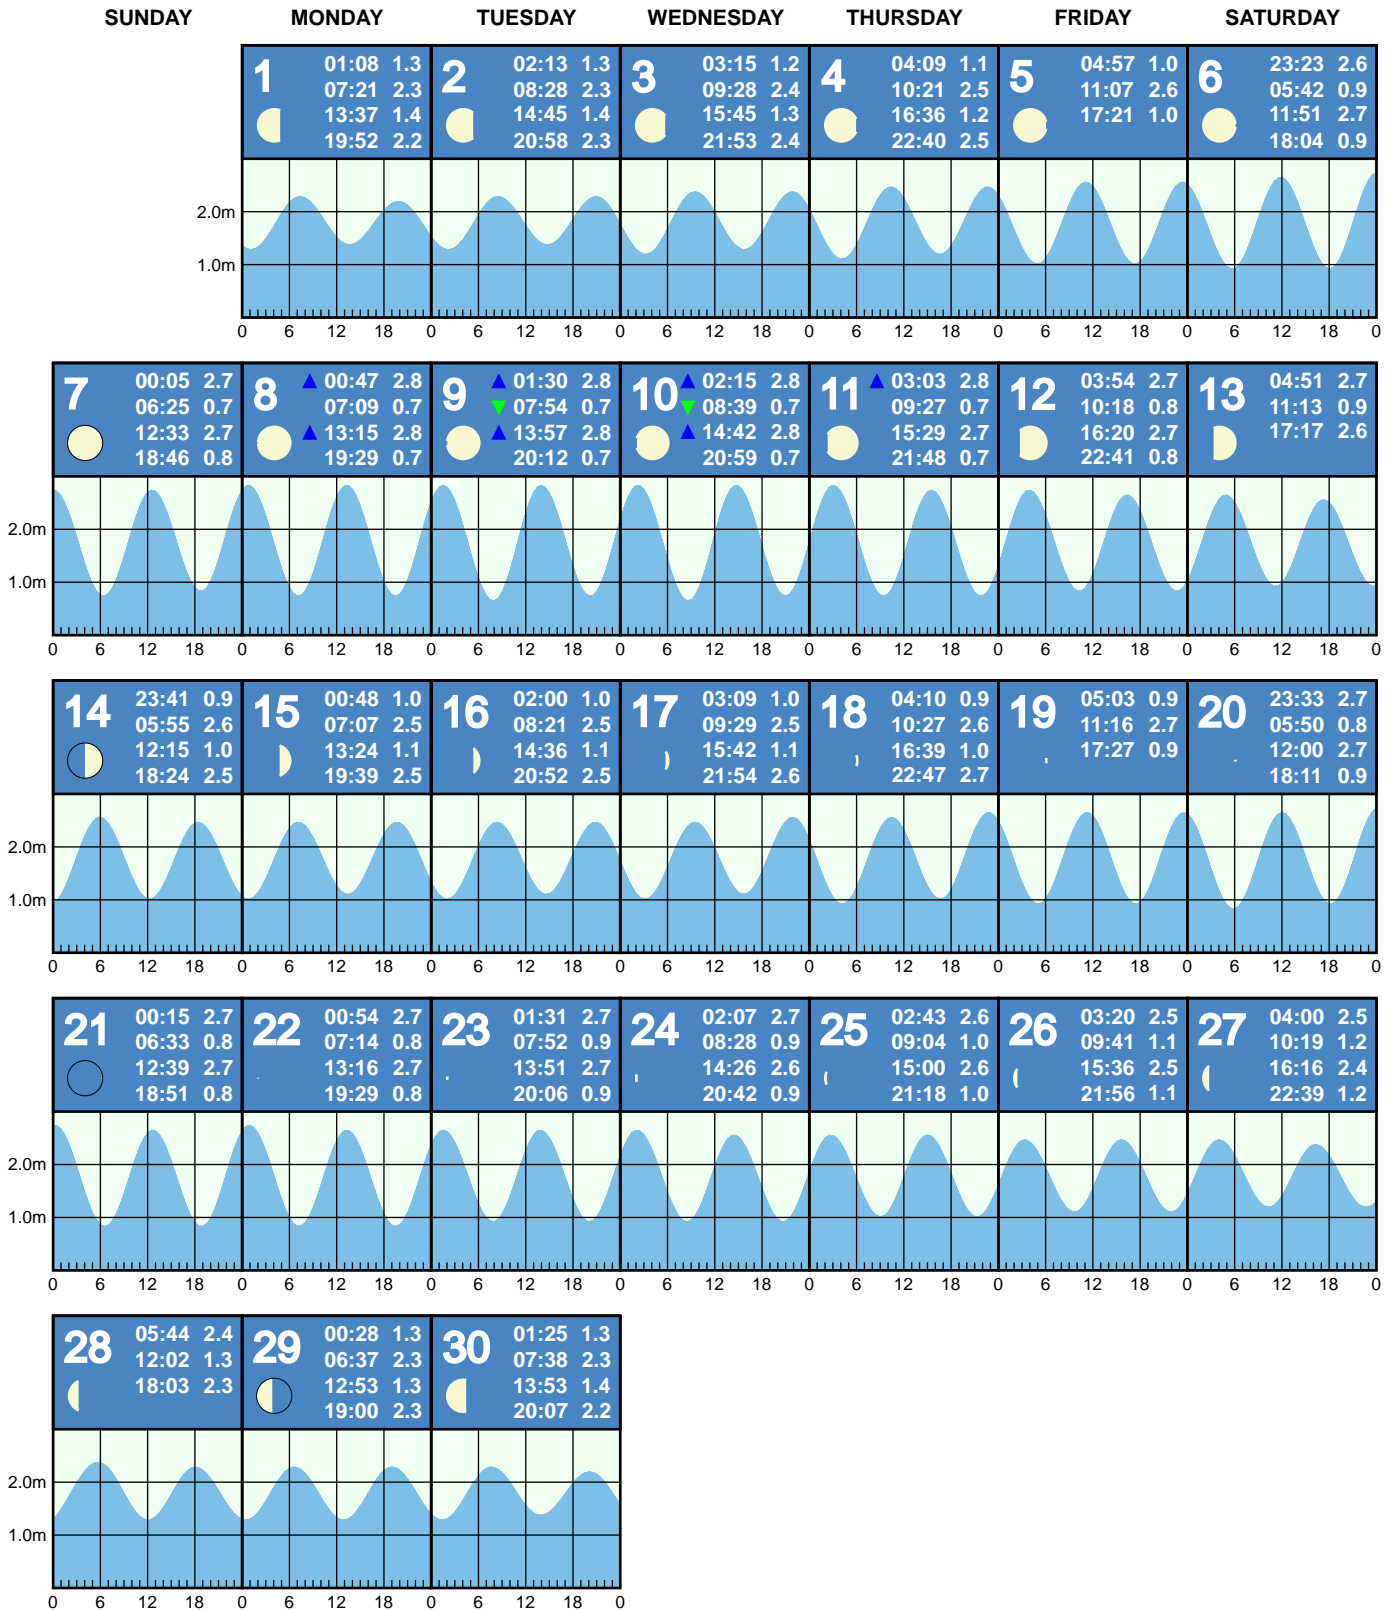 SUNDAY MONDAY TUESDAY WEDNESDAY THURSDAY FRIDAY SATURDAY
1 2 3 4 5 6
01:08 1.3 02:13 1.3 03:15 1.2 04:09 1.1 04:57 1.0 23:23 2.6
07:21 2.3 08:28 2.3 09:28 2.4 10:21 2.5 11:07 2.6 05:42 0.9
13:37 1.4 14:45 1.4 15:45 1.3 16:36 1.2 17:21 1.0 11:51 2.7
19:52 2.2 20:58 2.3 21:53 2.4 22:40 2.5 18:04 0.9
2.0m
1.0m
0 6 12 18 0 6 12 18 0 6 12 18 0 6 12 18 0 6 12 18 0 6 12 18 0
7 8 9 10 11 12 13
00:05 2.7 00:47 2.8 01:30 2.8 02:15 2.8 03:03 2.8 03:54 2.7 04:51 2.7
06:25 0.7 07:09 0.7 07:54 0.7 08:39 0.7 09:27 0.7 10:18 0.8 11:13 0.9
12:33 2.7 13:15 2.8 13:57 2.8 14:42 2.8 15:29 2.7 16:20 2.7 17:17 2.6
18:46 0.8 19:29 0.7 20:12 0.7 20:59 0.7 21:48 0.7 22:41 0.8
2.0m
1.0m
0 6 12 18 0 6 12 18 0 6 12 18 0 6 12 18 0 6 12 18 0 6 12 18 0 6 12 18 0
14 15 16 17 18 19 20
23:41 0.9 00:48 1.0 02:00 1.0 03:09 1.0 04:10 0.9 05:03 0.9 23:33 2.7
05:55 2.6 07:07 2.5 08:21 2.5 09:29 2.5 10:27 2.6 11:16 2.7 05:50 0.8
12:15 1.0 13:24 1.1 14:36 1.1 15:42 1.1 16:39 1.0 17:27 0.9 12:00 2.7
18:24 2.5 19:39 2.5 20:52 2.5 21:54 2.6 22:47 2.7 18:11 0.9
2.0m
1.0m
0 6 12 18 0 6 12 18 0 6 12 18 0 6 12 18 0 6 12 18 0 6 12 18 0 6 12 18 0
21 22 23 24 25 26 27
00:15 2.7 00:54 2.7 01:31 2.7 02:07 2.7 02:43 2.6 03:20 2.5 04:00 2.5
06:33 0.8 07:14 0.8 07:52 0.9 08:28 0.9 09:04 1.0 09:41 1.1 10:19 1.2
12:39 2.7 13:16 2.7 13:51 2.7 14:26 2.6 15:00 2.6 15:36 2.5 16:16 2.4
18:51 0.8 19:29 0.8 20:06 0.9 20:42 0.9 21:18 1.0 21:56 1.1 22:39 1.2
2.0m
1.0m
0 6 12 18 0 6 12 18 0 6 12 18 0 6 12 18 0 6 12 18 0 6 12 18 0 6 12 18 0
28 29 30
05:44 2.4 00:28 1.3 01:25 1.3
12:02 1.3 06:37 2.3 07:38 2.3
18:03 2.3 12:53 1.3 13:53 1.4
19:00 2.3 20:07 2.2
2.0m
1.0m
0 6 12 18 0 6 12 18 0 6 12 18 0